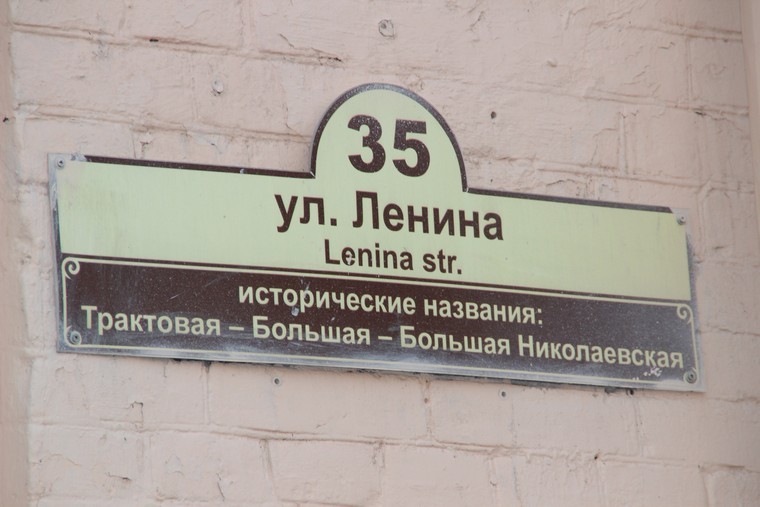 35
ул. Ленина
Lenina str.
исторические названия:
Трактовая – Большая – Большая Николаевская